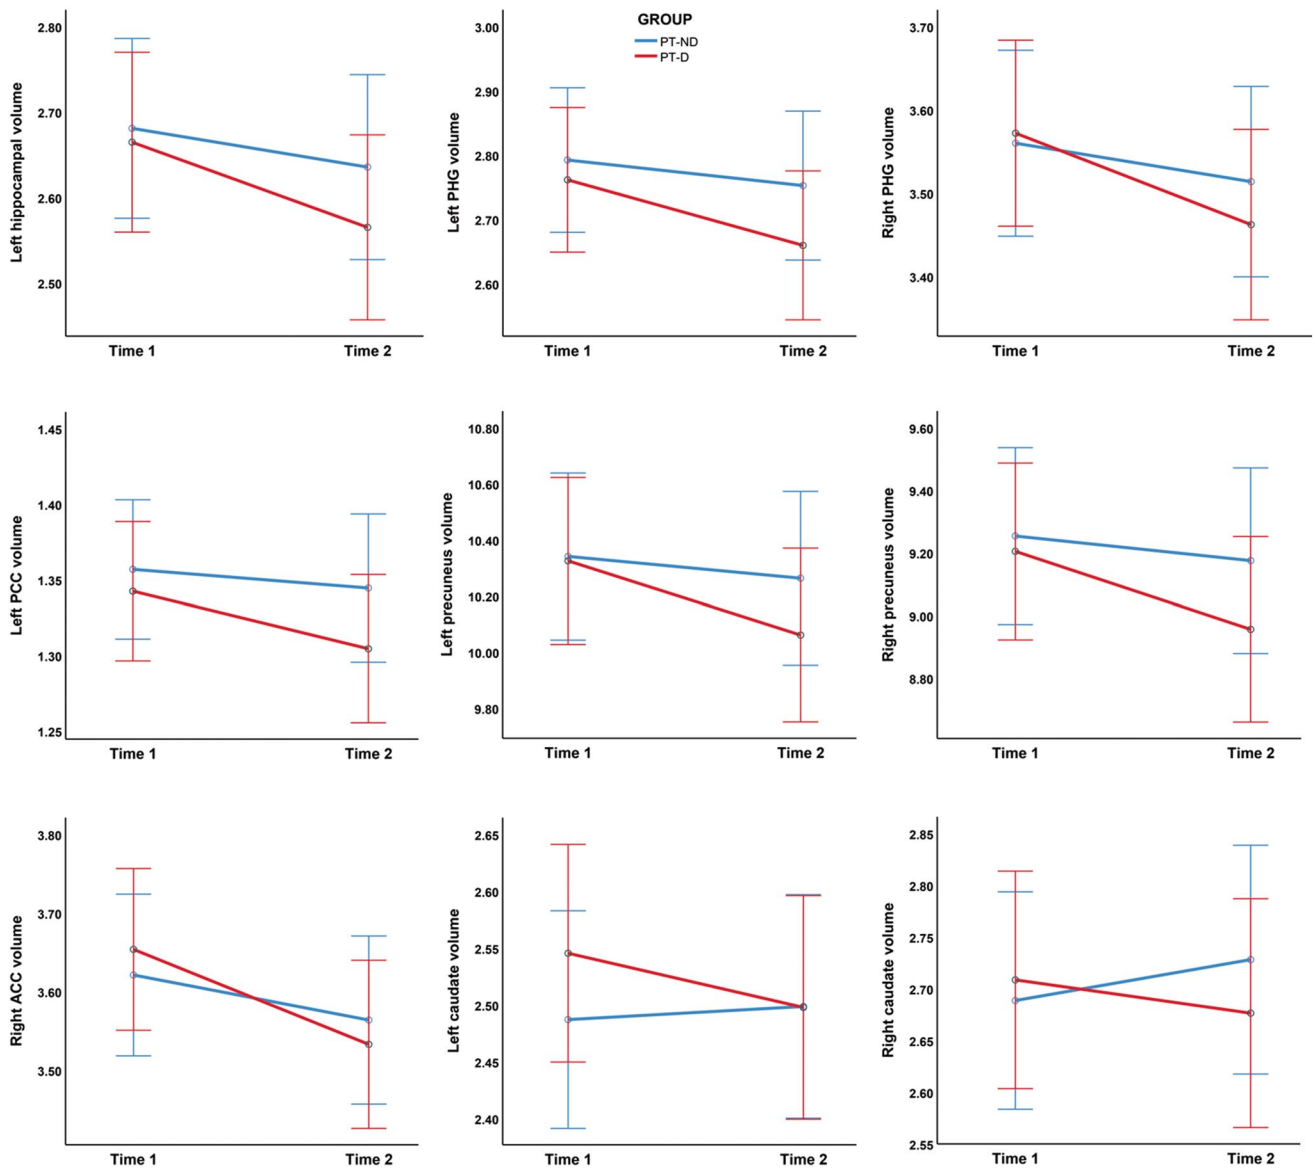 GROUP
PT-ND
PT-D
Left hippocampal volume
2.80
2.70
2.60
2.50
Time 1
Time 2
Left PHG volume
3.00
2.90
2.80
2.70
2.60
Time 1
Time 2
Right PHG volume
3.70
3.60
3.50
3.40
Time 1
Time 2
Left PCC volume
1.45
1.40
1.35
1.30
1.25
Time 1
Time 2
Left precuneus volume
10.80
10.60
10.40
10.20
10.00
9.80
Time 1
Time 2
Right precunus volume
9.60
9.40
9.20
9.00
8.80
Time 1
Time 2
Right ACC volume
3.80
3.70
3.60
3.50
Time 1
Time 2
Left caudate volume
2.65
2.60
2.55
2.50
2.45
2.40
Time 1
Time 2
Right caudate volume
2.85
2.80
2.75
2.70
2.65
2.60
2.55
Time 1
Time 2